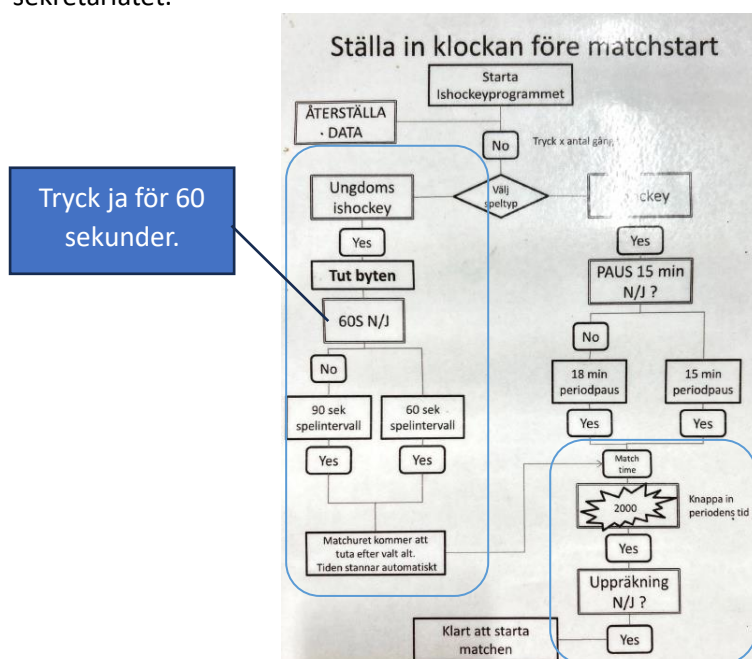 sekretariatet.
Ställa in klockan före matchstart
Starta
Ishockeyprogrammet
ÅTERSTÄLLA
DATA
No
Tryck x antal
Välj
speltyp
Ungdoms
ishockey
Yes
Yes
Tryck ja för 60
sekunder.
Tut byten
PAUS 15 min
N/J ?
60S N/J
No
No
18 min
periodpaus
15 min
periodpaus
90 sek
spelintervall
60 sek
spelintervall
Yes
Yes
Yes
Yes
Match
time
2000
Knappa in
periodens tid
Yes
Matchuret kommer att
tuta efter valt alt.
Tiden stannar automatiskt
Uppräkning
N/J ?
Yes
Klart att starta
matchen